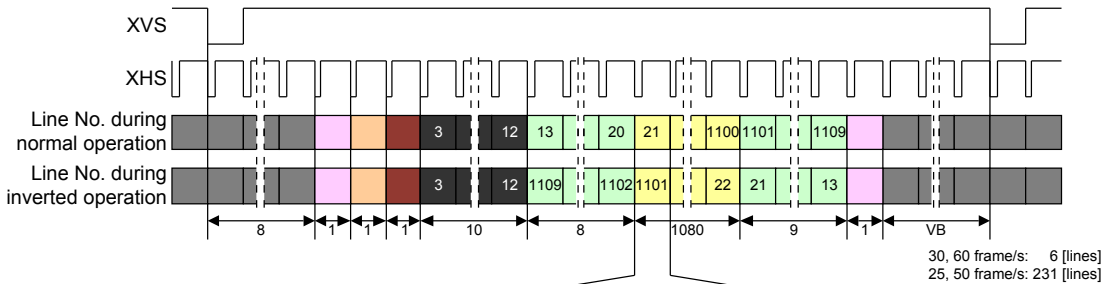 XVS
XHS
Line No. during
normal operation
3 12 13 20 21 1100 1101 1109
Line No. during
inverted operation
3 12 1109 1102 1101 22 21 13
8 1 1 1 10 8 1080 9 1 VB
30, 60 frame/s: 6 [lines]
25, 50 frame/s: 231 [lines]